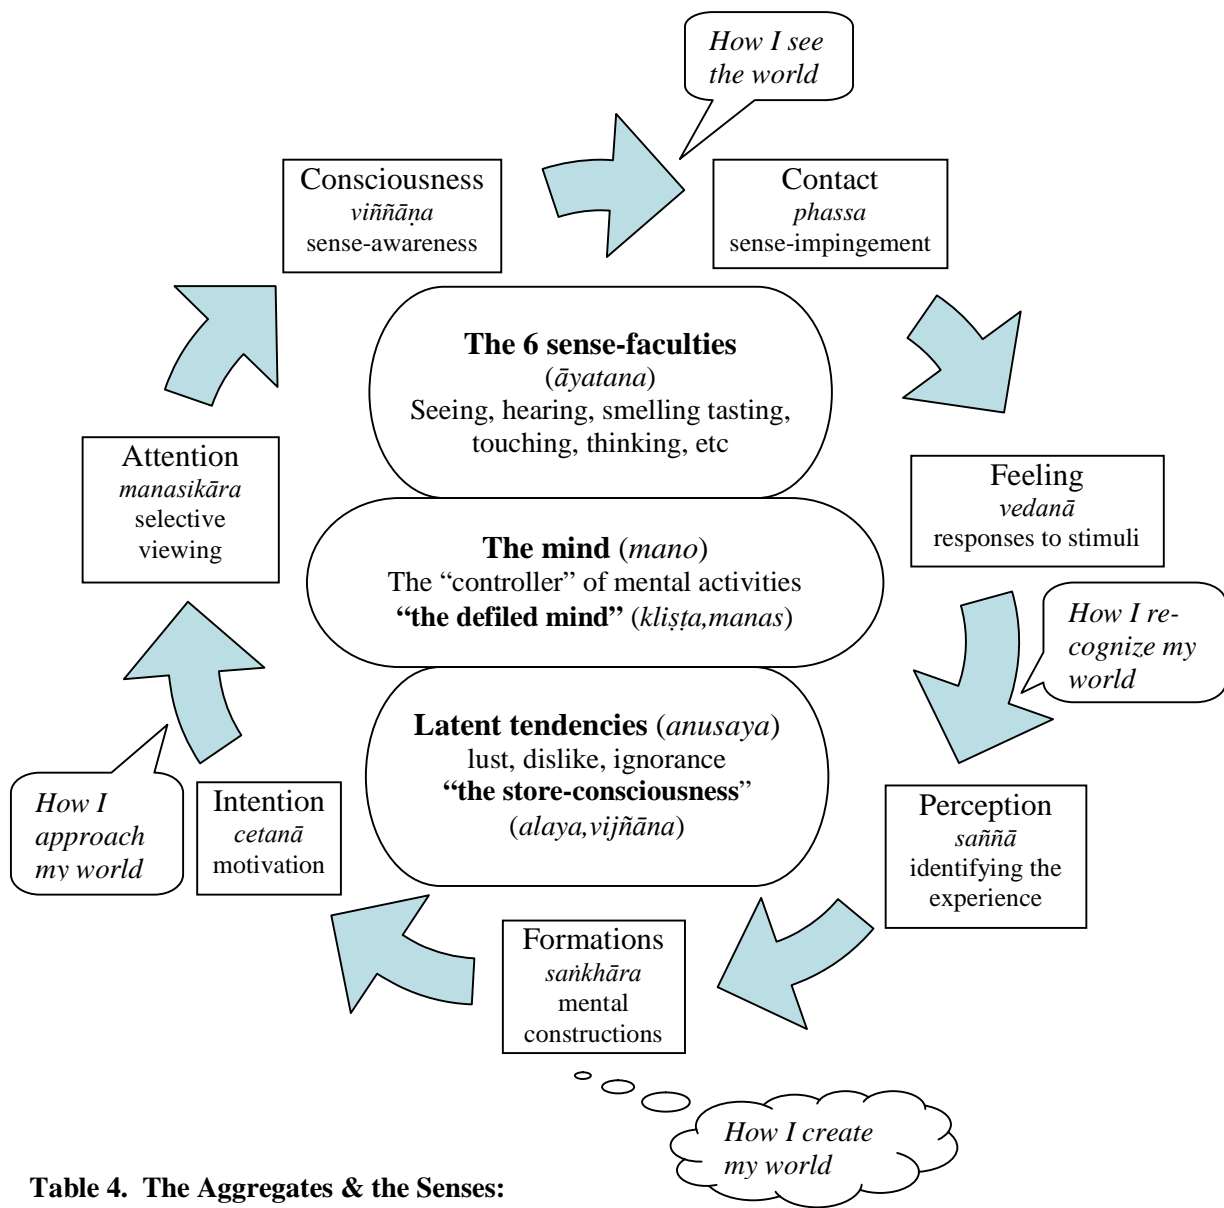 How I see
the world
Consciousness
viññāṇa
sense-awareness
Contact
phassa
sense-impingement
The 6 sense-faculties
(āyatana)
Seeing, hearing, smelling tasting,
touching, thinking, etc
Attention
manasikāra
selective
viewing
Feeling
vedanā
responses to stimuli
The mind (mano)
The “controller” of mental activities
“the defiled mind” (kliṣṭa,manas)
How I re-
cognize my
world
Latent tendencies (anusaya)
lust, dislike, ignorance
“the store-consciousness”
(alaya,vijñāna)
How I
approach
my world
Intention
cetanā
motivation
Perception
saññā
identifying the
experience
Formations
saṅkhāra
mental
constructions
How I create
my world
Table 4.  The Aggregates & the Senses: